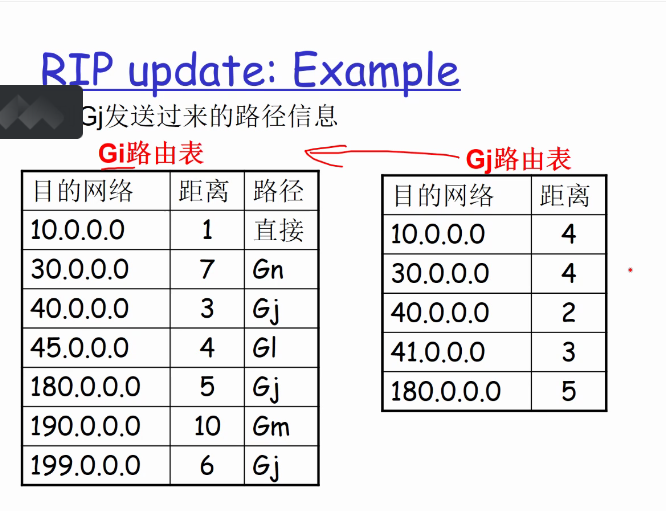 RIP update: Example
Gj发送过来的路径信息
Gi路由表
目的网络 距离 路径
10.0.0.0 1 直接
30.0.0.0 7 Gn
40.0.0.0 3 Gj
45.0.0.0 4 Gl
180.0.0.0 5 Gj
190.0.0.0 10 Gm
199.0.0.0 6 Gj
Gj路由表
目的网络 距离
10.0.0.0 4
30.0.0.0 4
40.0.0.0 2
41.0.0.0 3
180.0.0.0 5